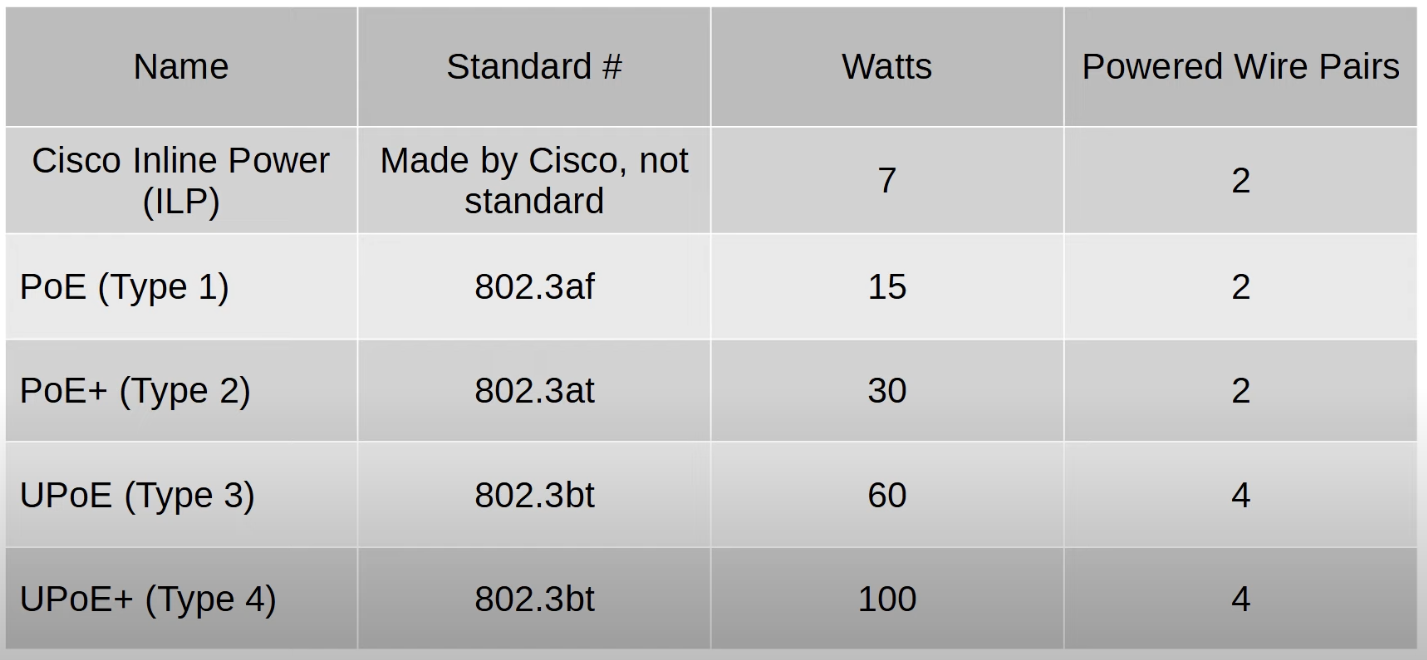 Name Standard # Watts Powered Wire Pairs
Cisco Inline Power (ILP) Made by Cisco, not standard 7 2
PoE (Type 1) 802.3af 15 2
PoE+ (Type 2) 802.3at 30 2
UPoE (Type 3) 802.3bt 60 4
UPoE+ (Type 4) 802.3bt 100 4